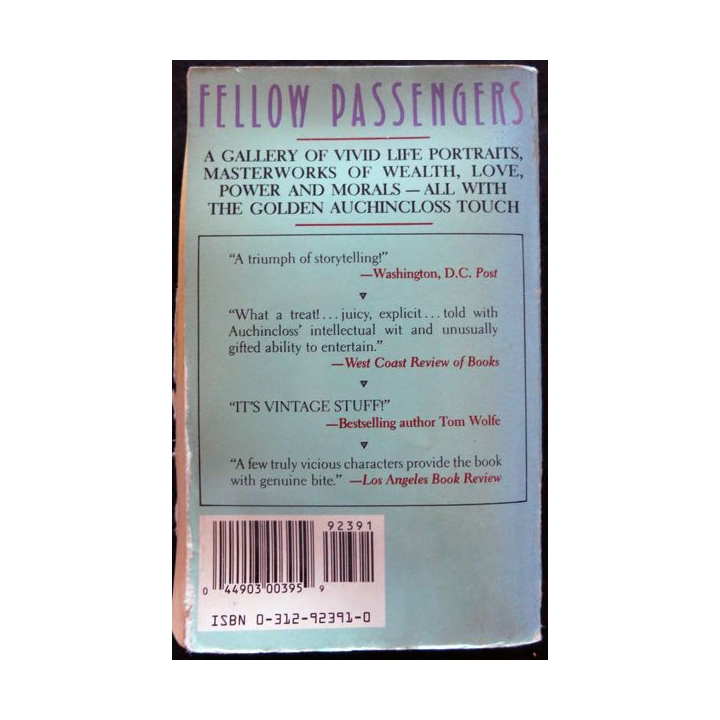 FELLOW PASSENGERS
A GALLERY OF VIVID LIFE PORTRAITS,
MASTERWORKS OF WEALTH, LOVE,
POWER AND MORALS — ALL WITH
THE GOLDEN AUCHINCLOSS TOUCH
“A triumph of storytelling!”
—Washington, D.C. Post
“What a treat!...juicy, explicit...told with
Auchincloss’ intellectual wit and unusually
gifted ability to entertain.”
—West Coast Review of Books
“IT’S VINTAGE STUFF!”
—Bestselling author Tom Wolfe
“A few truly vicious characters provide the book
with genuine bite.” —Los Angeles Book Review
92391
0 44903 00395 9
ISBN 0-312-92391-0